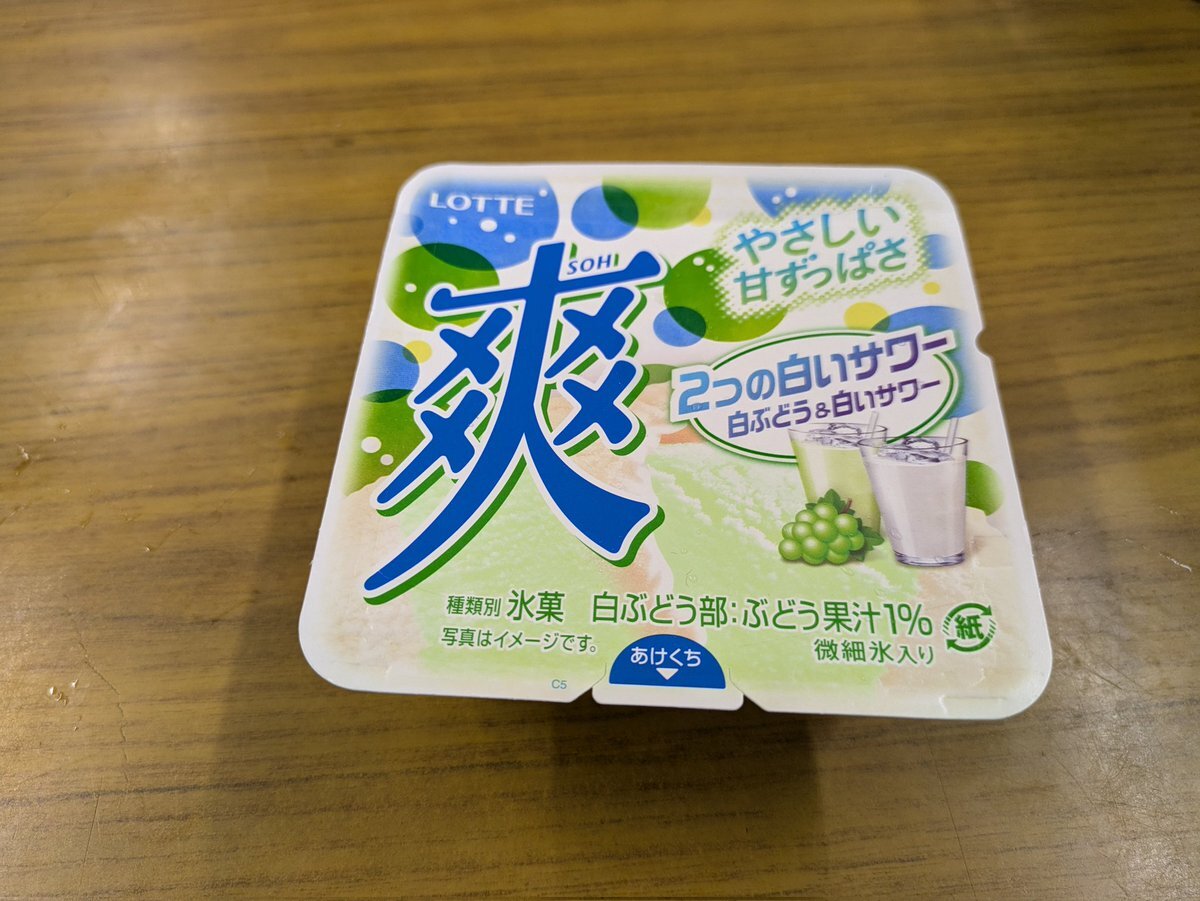 LOTTE
SOH
爽
やさしい
甘ずっぱさ
2つの白いサワー
白ぶどう&白いサワー
種類別 氷菓 白ぶどう部:ぶどう果汁1%
写真はイメージです。
微細氷入り
紙
あけくち
C5